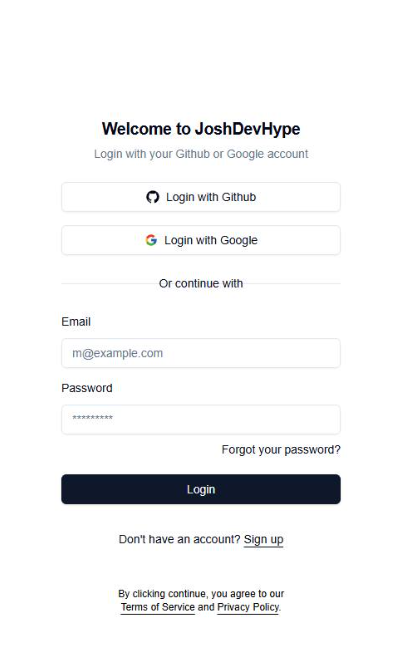 Welcome to JoshDevHype
Login with your Github or Google account
Login with Github
Login with Google
Or continue with
Email
m@example.com
Password
*********
Forgot your password?
Login
Don't have an account? Sign up
By clicking continue, you agree to our
Terms of Service and Privacy Policy.